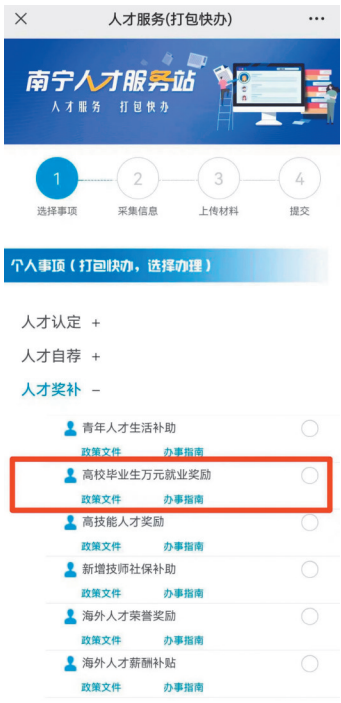 人才服务(打包快办)
南宁人才服务站
人才服务 打包快办
1
2
3
4
选择事项
采集信息
上传材料
提交
个人事项(打包快办,选择办理)
人才认定 +
人才自荐 +
人才奖补 -
青年人才生活补助
政策文件 办事指南
高校毕业生万元就业奖励
政策文件 办事指南
高技能人才奖励
政策文件 办事指南
新增技师社保补助
政策文件 办事指南
海外人才荣誉奖励
政策文件 办事指南
海外人才薪酬补贴
政策文件 办事指南